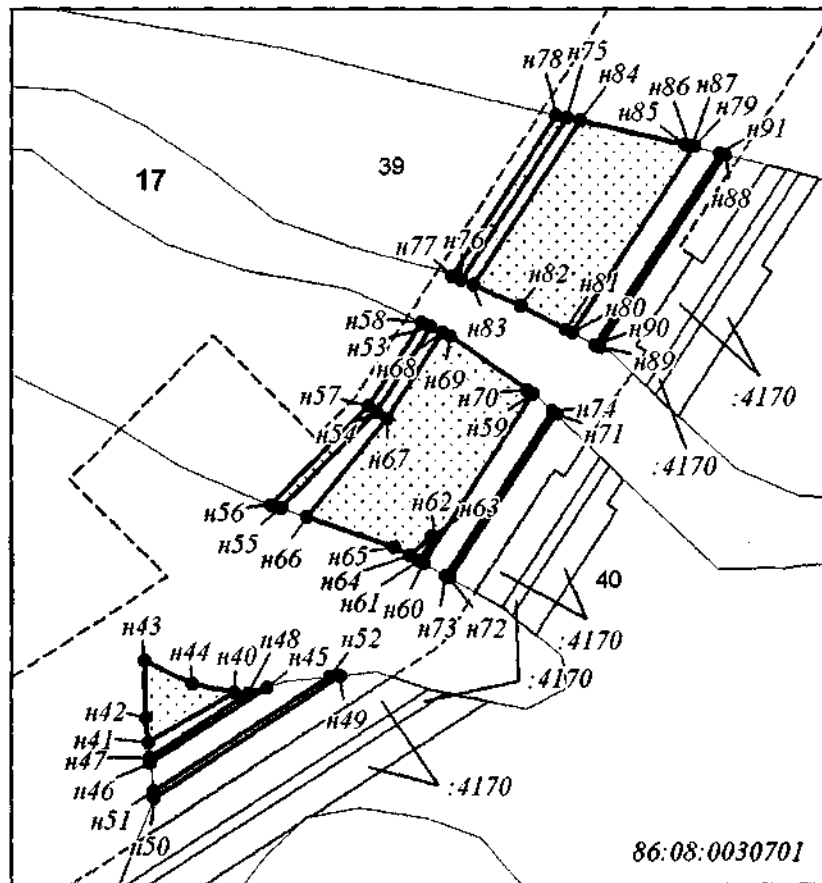 н78
н75
н84
н86
н87
н85
н79
н91
н88
39
17
н76
н77
н82
н81
н80
н58
н53
н83
н90
н89
н68
н69
:4170
н70
н74
н57
н59
н71
н54
н67
:4170
н62
н63
н56
н55
н66
н65
н64
н61
н60
н73
н72
40
:4170
н43
н44
н40
н48
н45
н52
:4170
н42
н49
н41
н47
н46
:4170
н51
н50
86:08:0030701